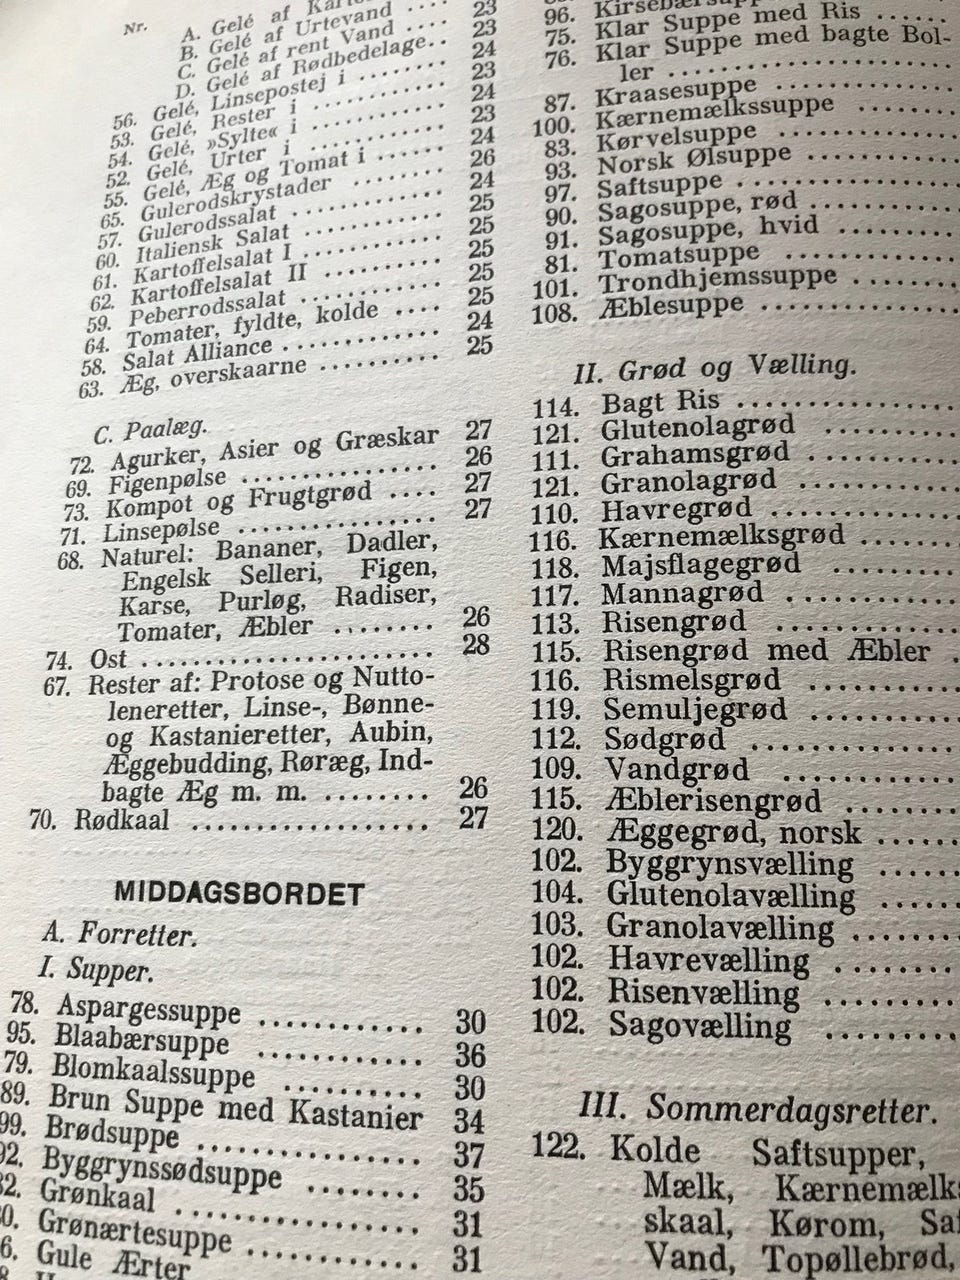 Nr.
A. Gelé af
B. Gelé af Urtevand .... 23
C. Gelé af rent Vand .... 23
D. Gelé af Rødbedelage.. 24
56. Gelé, Linsepostej i ........ 23
53. Gelé, Rester i ........ 24
54. Gelé, »Sylte« i ........ 23
52. Gelé, Urter i ........ 24
55. Gelé, Æg og Tomat i ...... 26
65. Gulerodskrystader ........ 24
57. Gulerodssalat ........ 25
60. Italiensk Salat ........ 25
61. Kartoffelsalat I ........ 25
62. Kartoffelsalat II ........ 25
59. Peberrodssalat ........ 25
64. Tomater, fyldte, kolde .... 24
58. Salat Alliance ........ 25
63. Æg, overskaarne ........
C. Paalæg.
72. Agurker, Asier og Græskar 27
69. Figenpølse ........ 26
73. Kompot og Frugtgrød .... 27
71. Linsepølse ........ 27
68. Naturel: Bananer, Dadler,
Engelsk Selleri, Figen,
Karse, Purløg, Radiser,
Tomater, Æbler ........ 26
74. Ost ........ 28
67. Rester af: Protose og Nutto-
leneretter, Linse-, Bønne-
og Kastanieretter, Aubin,
Æggebudding, Røræg, Ind-
bagte Æg m. m. ........ 26
70. Rødkaal ........ 27
MIDDAGSBORDET
A. Forretter.
I. Supper.
78. Aspargessuppe ........ 30
95. Blaabærsuppe ........ 36
79. Blomkaalssuppe ........ 30
89. Brun Suppe med Kastanier 34
99. Brødsuppe ........ 37
92. Byggrynssødsuppe ........ 35
82. Grønkaal ........ 31
80. Grønærtesuppe ........ 31
Gule Ærter
96. Kirsebærsuppe
75. Klar Suppe med Ris ......
76. Klar Suppe med bagte Bol-
ler ........
87. Kraasesuppe ........
100. Kærnemælkssuppe ........
83. Kørvelsuppe ........
93. Norsk Ølsuppe ........
97. Saftsuppe ........
90. Sagosuppe, rød ........
91. Sagosuppe, hvid ........
81. Tomatsuppe ........
101. Trondhjemssuppe ........
108. Æblesuppe ........
II. Grød og Vælling.
114. Bagt Ris ........
121. Glutenolagrød ........
111. Grahamsgrød ........
121. Granolagrød ........
110. Havregrød ........
116. Kærnemælksgrød ........
118. Majsflagegrød ........
117. Mannagrød ........
113. Risengrød ........
115. Risengrød med Æbler .
116. Rismelsgrød ........
119. Semuljegrød ........
112. Sødgrød ........
109. Vandgrød ........
115. Æblerisengrød ........
120. Æggegrød, norsk ......
102. Byggrynsvælling ......
104. Glutenolavælling ......
103. Granolavælling ........
102. Havrevælling ........
102. Risenvælling ........
102. Sagovælling ........
III. Sommerdagsretter.
122. Kolde Saftsupper,
Mælk, Kærnemælks
skaal, Kørom,
Vand, Topøllebrød,